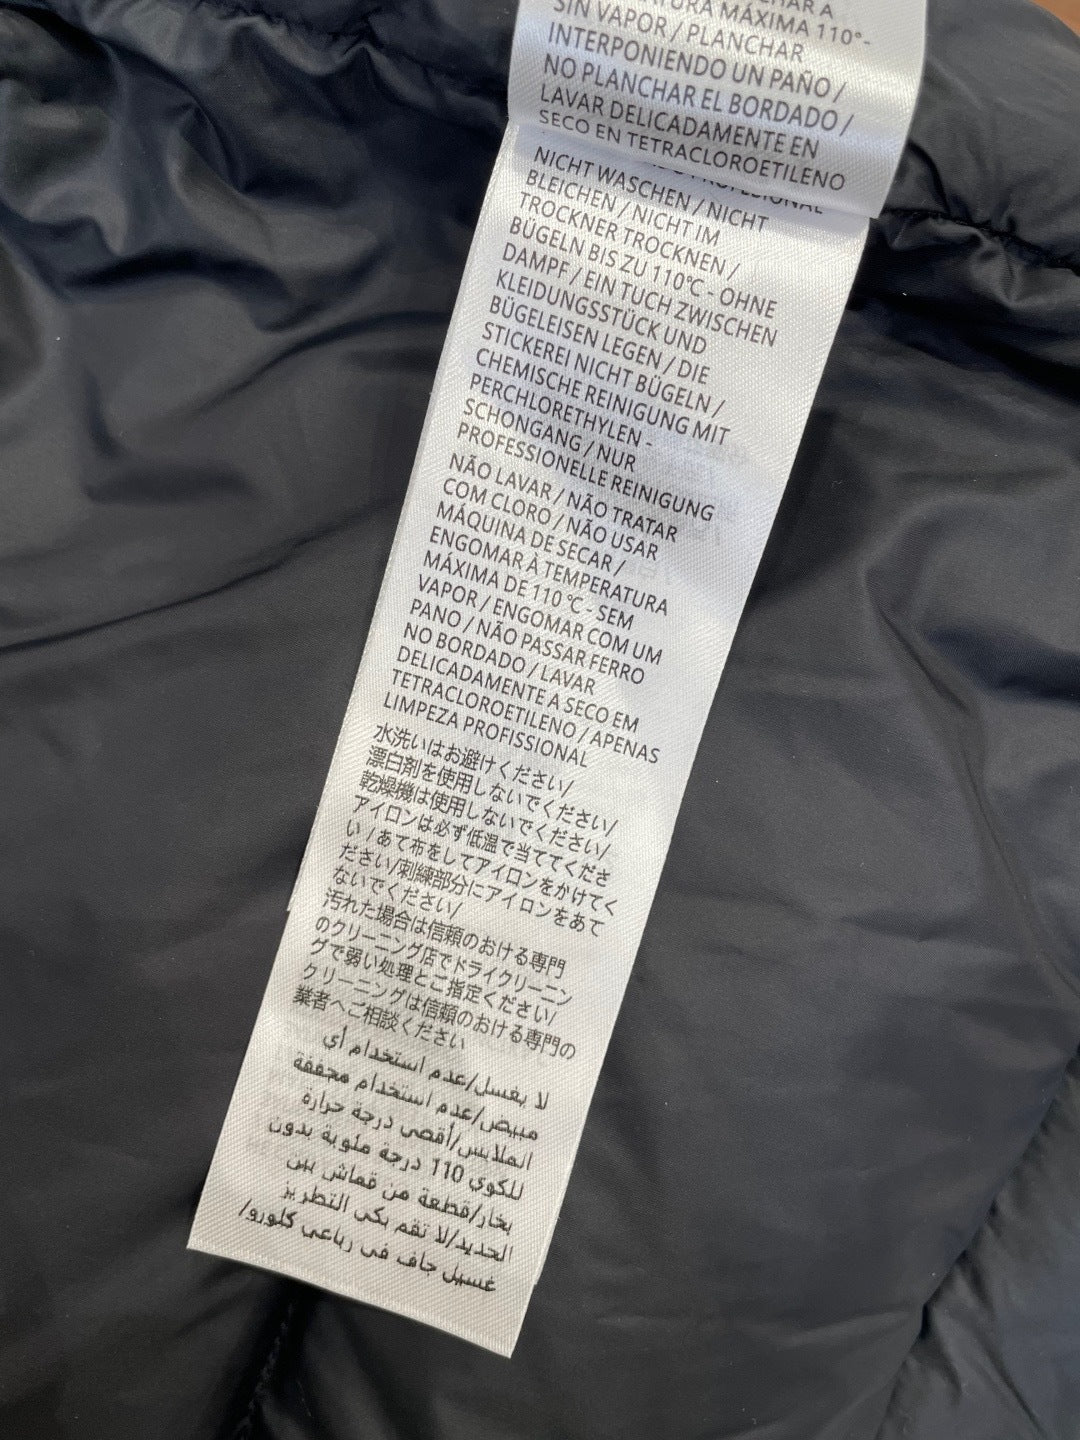 MÁXIMA 110°-
SIN VAPOR / PLANCHAR
INTERPONIENDO UN PAÑO /
NO PLANCHAR EL BORDADO /
LAVAR DELICADAMENTE EN
SECO EN TETRACLOROETILENO
NICHT WASCHEN / NICHT
BLEICHEN / NICHT IM
TROCKNER TROCKNEN /
BÜGELN BIS ZU 110°C - OHNE
DAMPF / EIN TUCH ZWISCHEN
KLEIDUNGSSTÜCK UND
BÜGELEISEN LEGEN / DIE
STICKEREI NICHT BÜGELN /
CHEMISCHE REINIGUNG MIT
PERCHLORETHYLEN -
SCHONGANG / NUR
PROFESSIONELLE REINIGUNG
NÃO LAVAR / NÃO TRATAR
COM CLORO / NÃO USAR
MÁQUINA DE SECAR /
ENGOMAR À TEMPERATURA
MÁXIMA DE 110 °C - SEM
VAPOR / ENGOMAR COM UM
PANO / NÃO PASSAR FERRO
NO BORDADO / LAVAR
DELICADAMENTE A SECO EM
TETRACLOROETILENO / APENAS
LIMPEZA PROFISSIONAL
水洗いはお避けください/
漂白剤を使用しないでください/
乾燥機は使用しないでください/
アイロンは必ず低温で当ててくださ
い /あて布をしてアイロンをかけてく
ださい/刺練部分にアイロンをあて
ないでください/
汚れた場合は信頼のおける専門
のクリーニング店でドライクリーニン
グで弱い処理とご指定ください/
クリーニングは信頼のおける専門の
業者へご相談ください
لا يغسل/عدم استخدام أي
مبيض/عدم استخدام مجففة
الملابس/أقصى درجة حرارة
للكوي 110 درجة مئوية بدون
بخار/قطعة من قماش بين
الحديد/لا تقم بكي التطريز
غسيل جاف في رباعي كلورو/